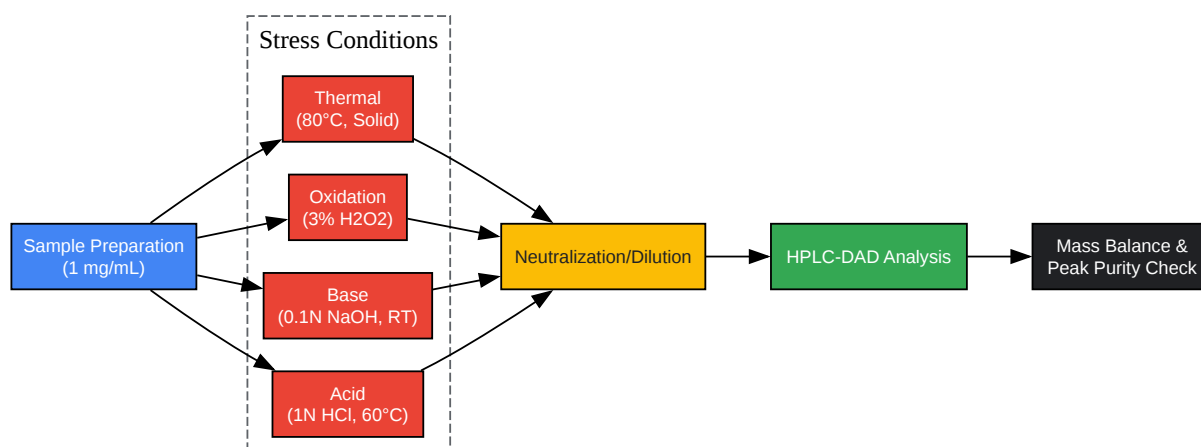 Stress Conditions
Thermal
(80°C, Solid)
Oxidation
(3% H2O2)
Sample Preparation
(1 mg/mL)
Neutralization/Dilution
HPLC-DAD Analysis
Mass Balance &
Peak Purity Check
Base
(0.1N NaOH, RT)
Acid
(1N HCl, 60°C)